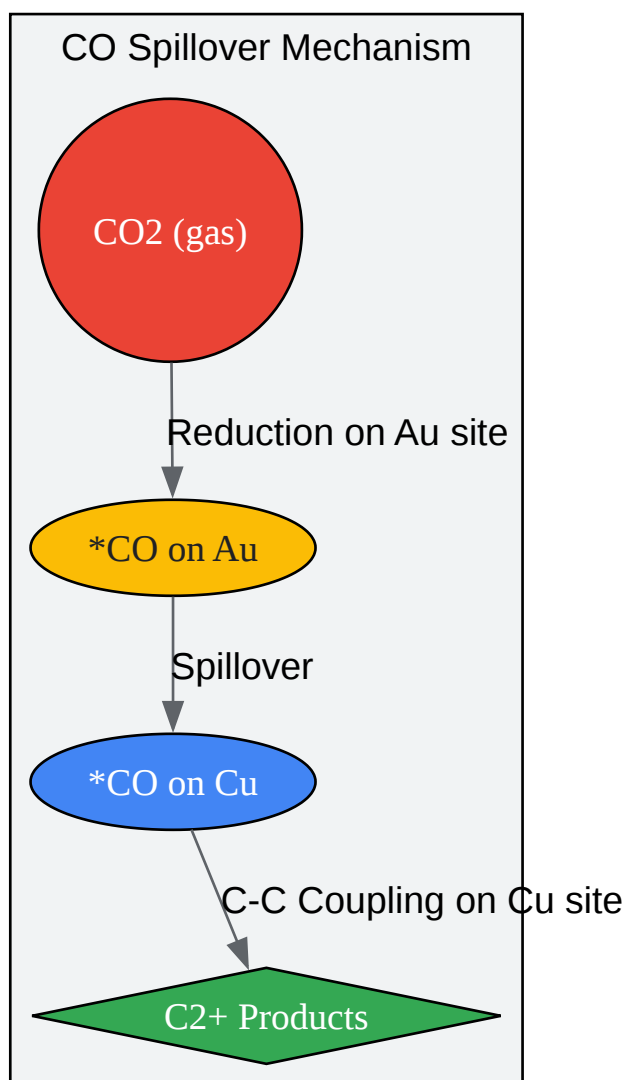 CO Spillover Mechanism
CO2 (gas)
Reduction on Au site
*CO on Au
Spillover
*CO on Cu
C-C Coupling on Cu site
C2+ Products